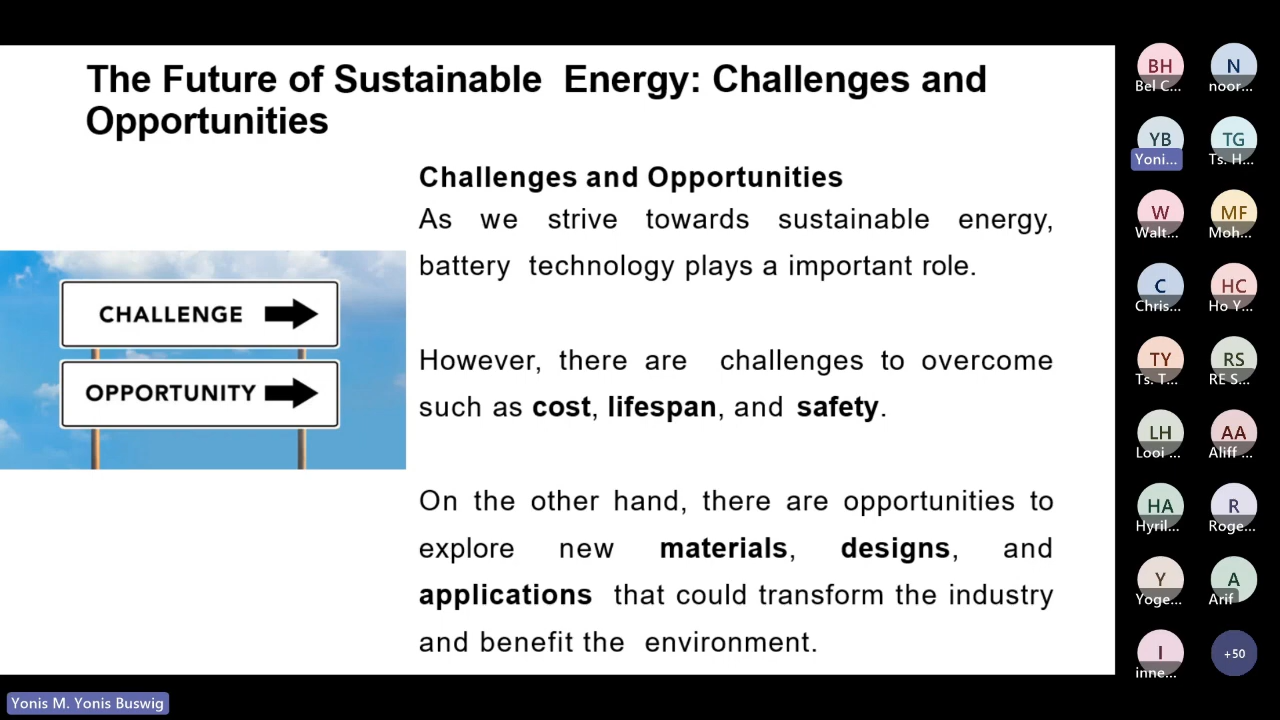 The Future of Sustainable Energy: Challenges and
Opportunities
Challenges and Opportunities
As we strive towards sustainable energy,
battery technology plays a important role.
However, there are challenges to overcome
such as cost, lifespan, and safety.
On the other hand, there are opportunities to
explore new materials, designs, and
applications that could transform the industry
and benefit the environment.
CHALLENGE
OPPORTUNITY
BH
Bel C...
N
noor...
YB
Yoni...
TG
Ts. H...
W
Walt...
MF
Moh...
C
Chris...
HC
Ho Y...
TY
Ts. T...
RS
RE S...
LH
Looi ...
AA
Aliff ...
HA
Hyril...
R
Roge...
Y
Yoge...
A
Arif
I
inne...
+50
Yonis M. Yonis Buswig